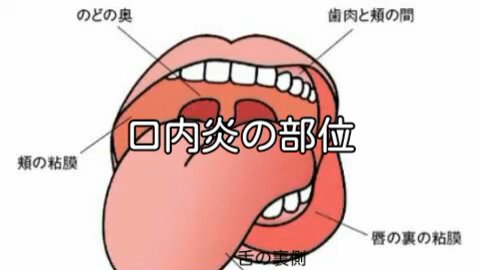 のどの奥
歯肉と頬の間
口内炎の部位
頬の粘膜
唇の裏の粘膜
舌の裏側